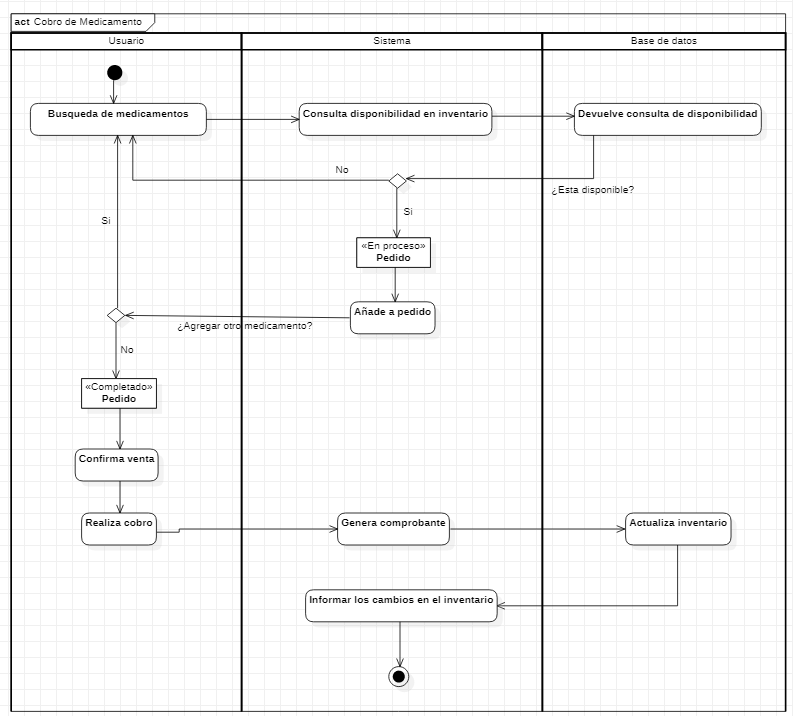 act Cobro de Medicamento
Usuario
Sistema
Base de datos
Busqueda de medicamentos
Consulta disponibilidad en inventario
Devuelve consulta de disponibilidad
No
¿Esta disponible?
Si
Si
«En proceso»
Pedido
Añade a pedido
¿Agregar otro medicamento?
No
«Completado»
Pedido
Confirma venta
Realiza cobro
Genera comprobante
Actualiza inventario
Informar los cambios en el inventario